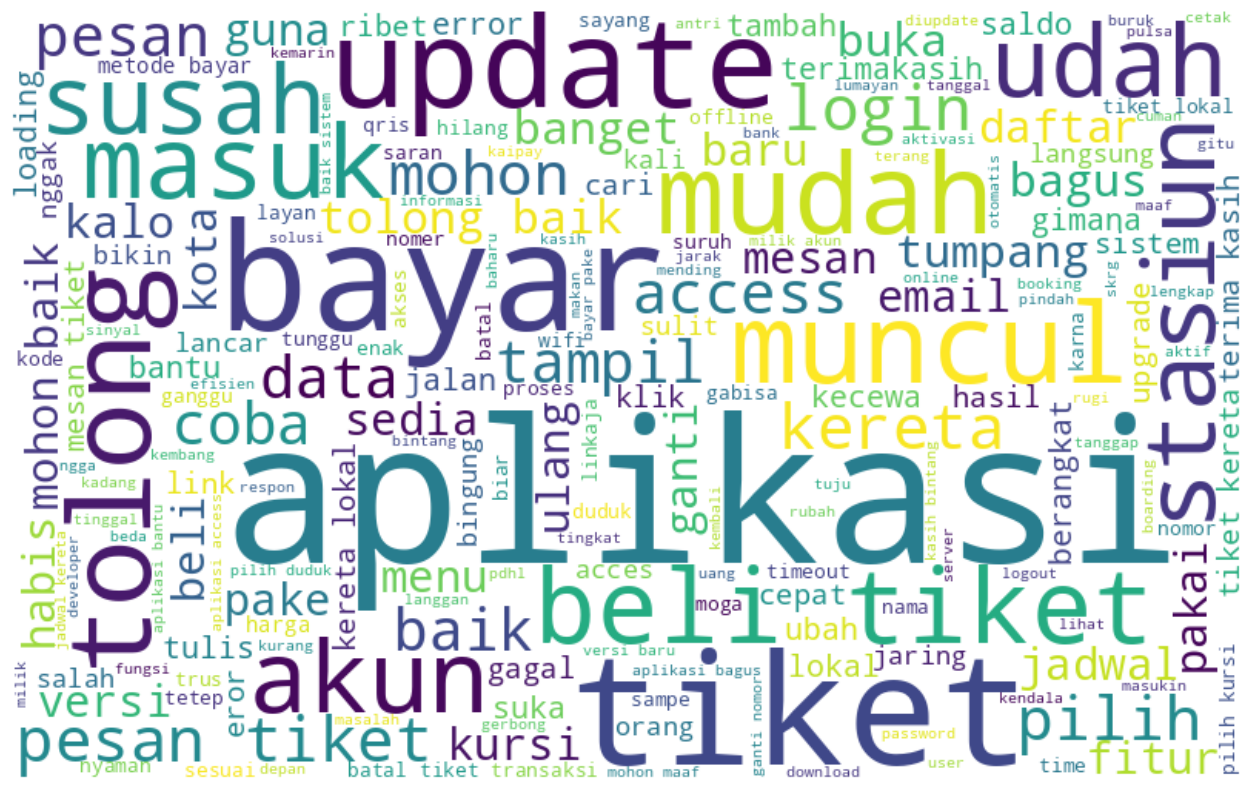 pesan guna ribet error sayang antri tambah diupdate saldo buruk cetak
kemarin update buka udah pulsa
metode bayar terimakasih lumayan tanggal
loading susah qris hilang banget offline login daftar tiket lokal cuman
nggak masuk saran kaipay bank baru aktivasi langsung gitu
baik sistem mohon cari kali mudah terang otomatis bagus
kalo kota layan tolong baik informasi gimana maaf
bikin solusi nomer kasih suruh milik akun tumpang sistem
mohon baik bayar baharu jarak mesan online booking skrg
tolong akses makan bayar pake mending access email pindah lengkap
mesan tiket sinyal lancar tunggu batal wifi sulit muncul karna upgrade stasiun
kode bantu enak tampil aktif
efisien data jalan proses klik gabisa kecewa hasil rugi
ganggu coba sedia ulang linkaja ganti kereta berangkat tanggap
kembang bintang bingung biar aplikasi tiket kereta terima kasih
ngga kadang link respon duduk tuju
tinggal beli kereta lokal tingkat rubah kembali kasih bintang boarding nomor
habis beda aplikasi bantu aplikasi access server
developer jadwal kereta pilih duduk menu pdhl acces uang timeout logout pakai
pake langgan beli tiket moga cepat nama
harga baik ubah lihat
tulis kurang versi baru lokal jaring
milik salah fungsi akun gagal aplikasi bagus jadwal masukin
versi trus tetep error suka sampe kendala
pesan tiket masalah gerbong orang tiket ganti nomor password pilih pilih kursi
kursi user time fitur
nyaman sesuai depan batal tiket transaksi mohon maaf download